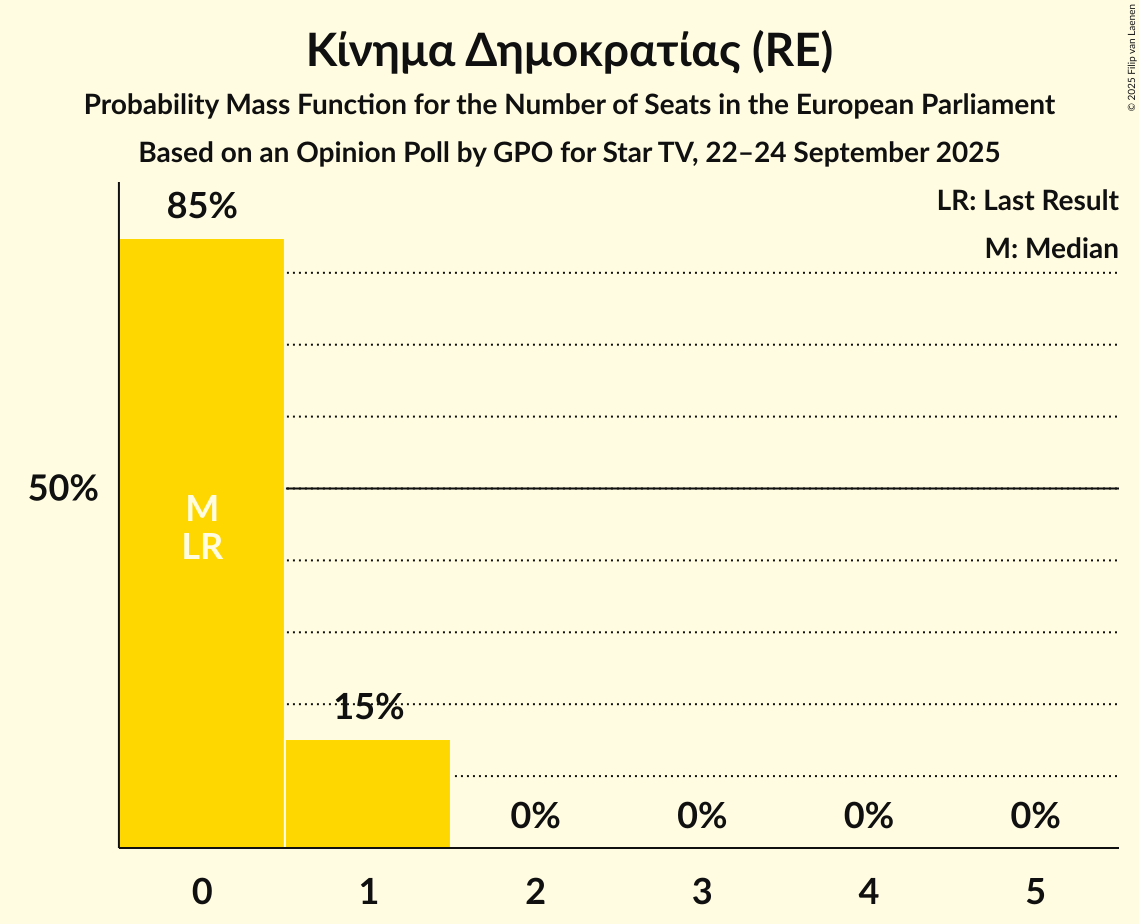 Κίνημα Δημοκρατίας (RE)
Probability Mass Function for the Number of Seats in the European Parliament
Based on an Opinion Poll by GPO for Star TV, 22–24 September 2025
© 2025 Filip van Laenen
LR: Last Result
M: Median
85%
50%
M
LR
15%
0% 0% 0% 0%
0 1 2 3 4 5